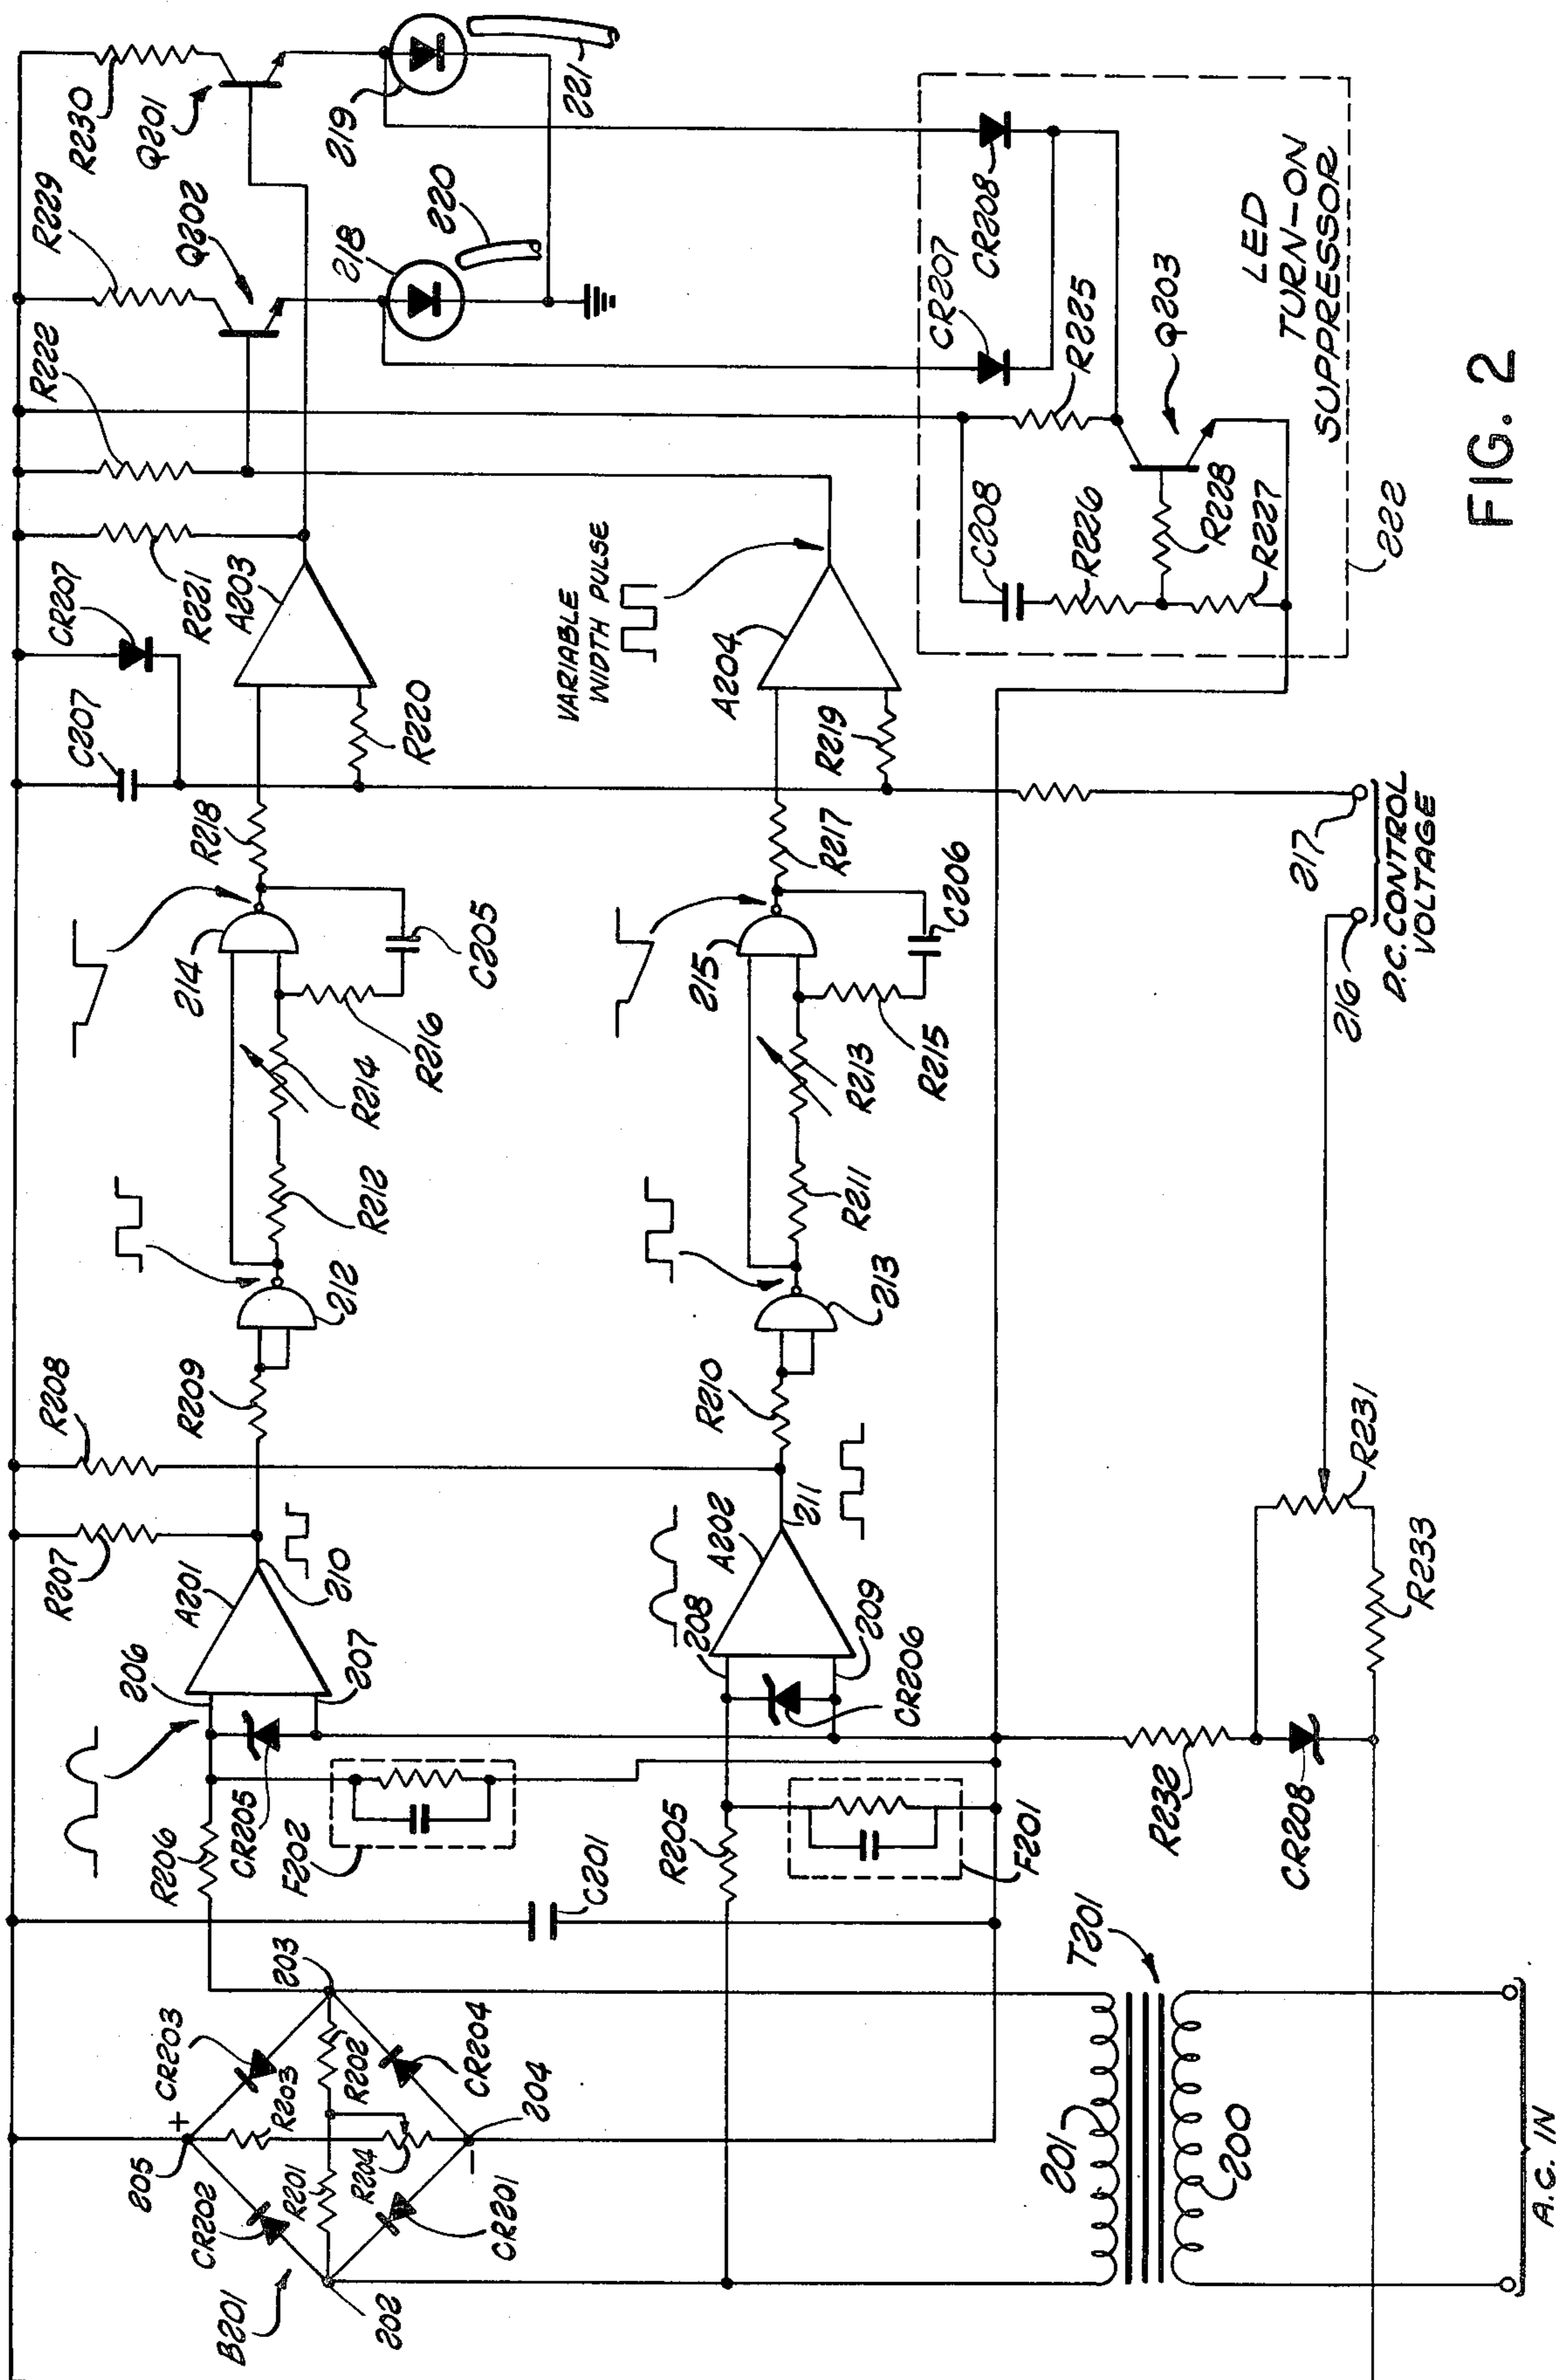 R230
Q201
219
221
R229
Q202
218
220
R222
CR207
R221
A203
C207
R220
R218
214
C205
R216
R214
R212
212
R209
R208
R207
A201
210
206
207
CR205
F202
R206
203
CR203
R203
R202
CR204
204
+
205
CR202
R201
R204
−
CR201
B201
202
VARIABLE
WIDTH PULSE
A204
R219
R217
215
C206
R215
R213
R211
213
R210
211
A202
208
209
CR206
R205
F201
C201
CR208
CR207
R225
Q203
C208
R226
R228
R227
LED
TURN-ON
SUPPRESSOR
222
217
216
D.C. CONTROL
VOLTAGE
R231
R233
R232
CR208
T201
201
200
A.C. IN
FIG. 2